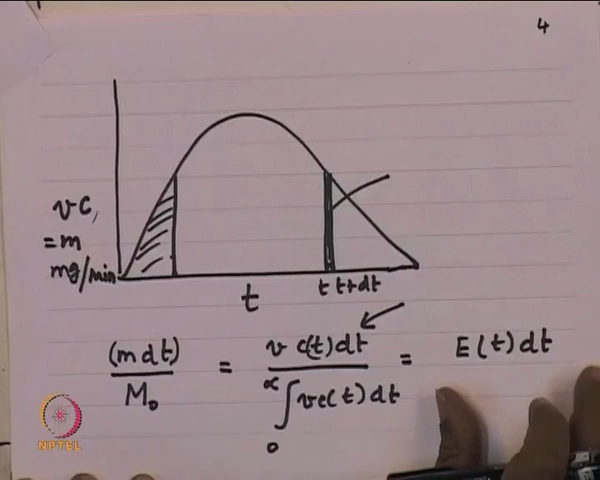 4
vc,
= m
mg/min
t t+dt
t
(m dt) / M₀ = v c(t) dt / ∝∫₀ vc(t) dt = E(t) dt
NPTEL